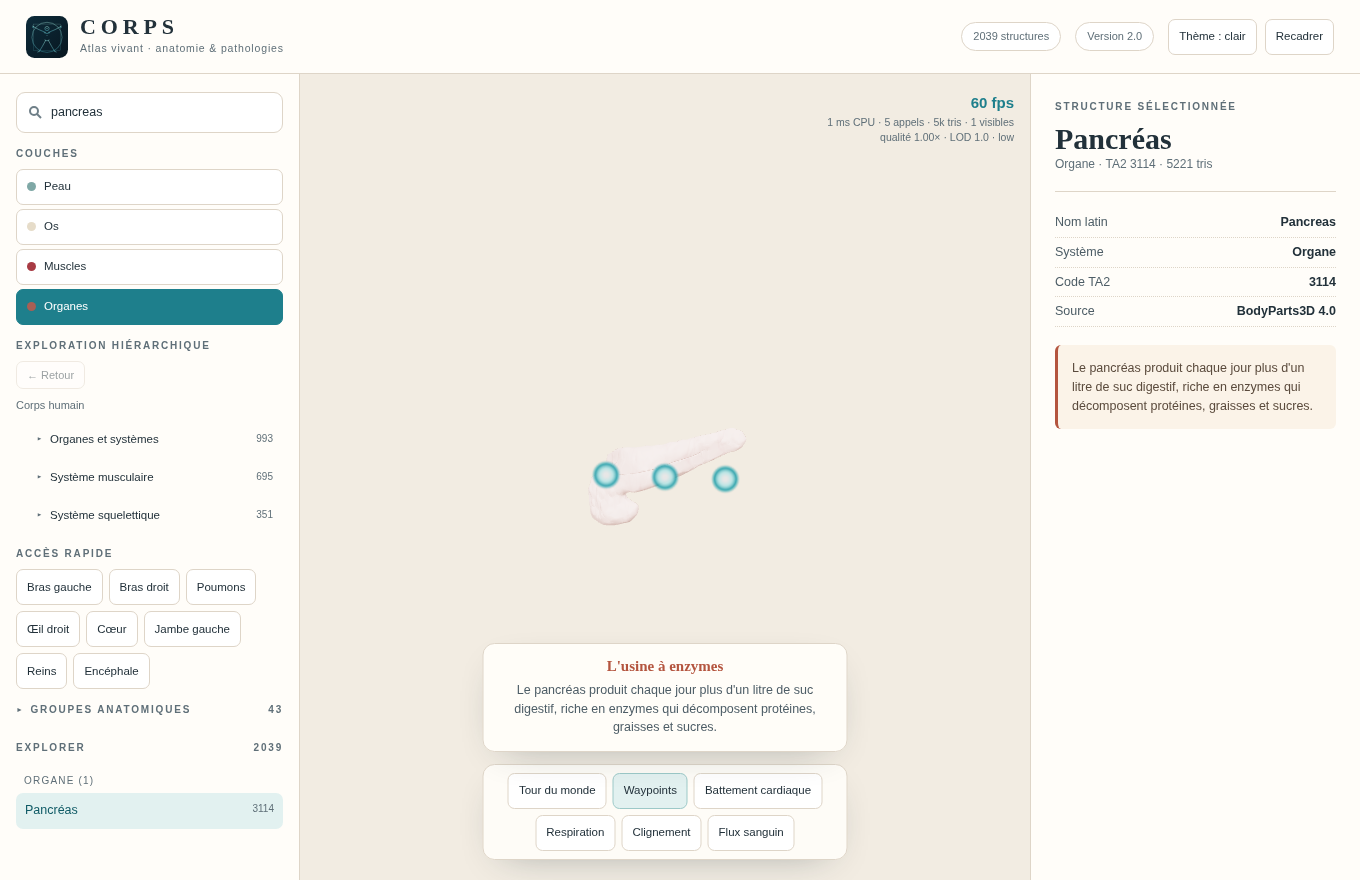 CORPS
Atlas vivant · anatomie & pathologies
2039 structures
Version 2.0
Thème : clair
Recadrer
pancreas
COUCHES
Peau
Os
Muscles
Organes
EXPLORATION HIÉRARCHIQUE
← Retour
Corps humain
▸ Organes et systèmes 993
▸ Système musculaire 695
▸ Système squelettique 351
ACCÈS RAPIDE
Bras gauche
Bras droit
Poumons
Œil droit
Cœur
Jambe gauche
Reins
Encéphale
▸ GROUPES ANATOMIQUES 43
EXPLORER 2039
ORGANE (1)
Pancréas 3114
60 fps
1 ms CPU · 5 appels · 5k tris · 1 visibles
qualité 1.00× · LOD 1.0 · low
L'usine à enzymes
Le pancréas produit chaque jour plus d'un litre de suc
digestif, riche en enzymes qui décomposent protéines,
graisses et sucres.
Tour du monde
Waypoints
Battement cardiaque
Respiration
Clignement
Flux sanguin
STRUCTURE SÉLECTIONNÉE
Pancréas
Organe · TA2 3114 · 5221 tris
Nom latin Pancreas
Système Organe
Code TA2 3114
Source BodyParts3D 4.0
Le pancréas produit chaque jour plus d'un
litre de suc digestif, riche en enzymes qui
décomposent protéines, graisses et sucres.